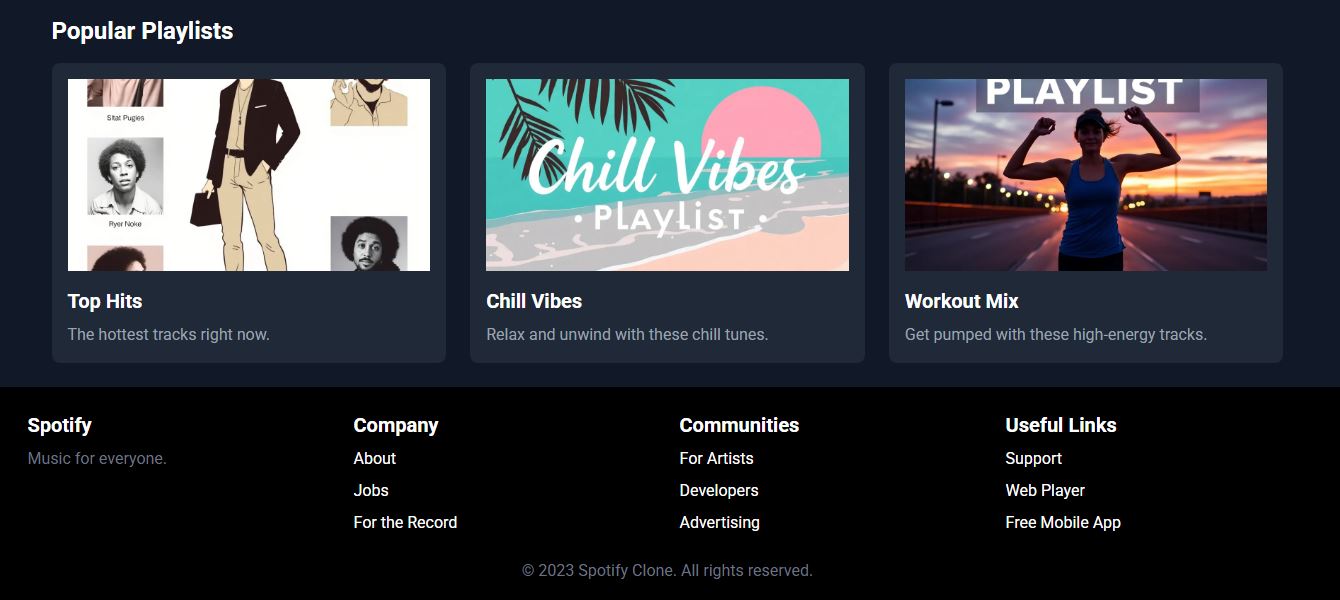 Popular Playlists
Sltat Pugies
Ryer Noke
Chill Vibes
• PLAYLIST •
PLAYLIST
Top Hits
The hottest tracks right now.
Chill Vibes
Relax and unwind with these chill tunes.
Workout Mix
Get pumped with these high-energy tracks.
Spotify
Music for everyone.
Company
About
Jobs
For the Record
Communities
For Artists
Developers
Advertising
Useful Links
Support
Web Player
Free Mobile App
© 2023 Spotify Clone. All rights reserved.